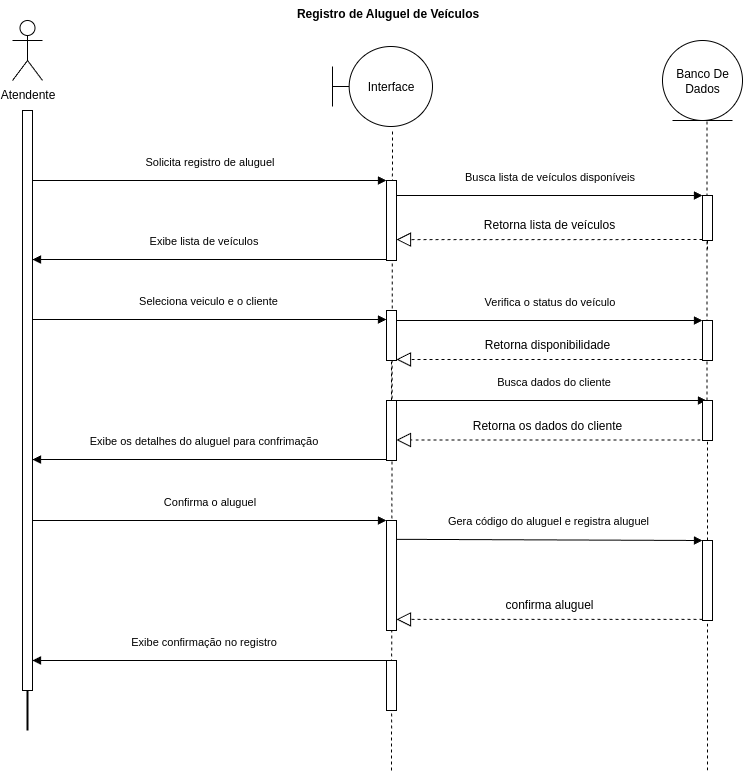 Registro de Aluguel de Veículos
Atendente
Interface
Banco De
Dados
Solicita registro de aluguel
Busca lista de veículos disponíveis
Retorna lista de veículos
Exibe lista de veículos
Seleciona veiculo e o cliente
Verifica o status do veículo
Retorna disponibilidade
Busca dados do cliente
Retorna os dados do cliente
Exibe os detalhes do aluguel para confrimação
Confirma o aluguel
Gera código do aluguel e registra aluguel
confirma aluguel
Exibe confirmação no registro